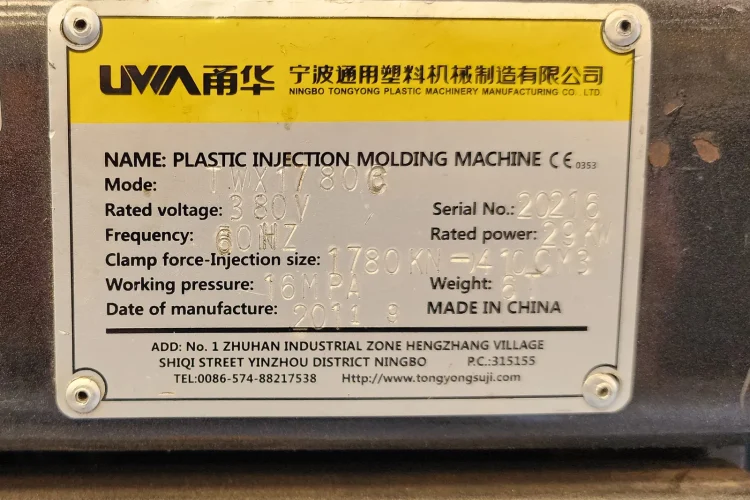 UWA 甬华 宁波通用塑料机械制造有限公司
NINGBO TONGYONG PLASTIC MACHINERY MANUFACTURING CO., LTD.
NAME: PLASTIC INJECTION MOLDING MACHINE CE 0353
Mode:
Rated voltage: 380V Serial No.: 20216
Frequency: 60HZ Rated power: 29KW
Clamp force-Injection size: 1780KN-410CM3
Working pressure: 16MPA Weight: 6T
Date of manufacture: 2011 9 MADE IN CHINA
ADD: No. 1 ZHUHAN INDUSTRIAL ZONE HENGZHANG VILLAGE
SHIQI STREET YINZHOU DISTRICT NINGBO P.C.:315155
TEL:0086-574-88217538 Http://www.tongyongsuji.com